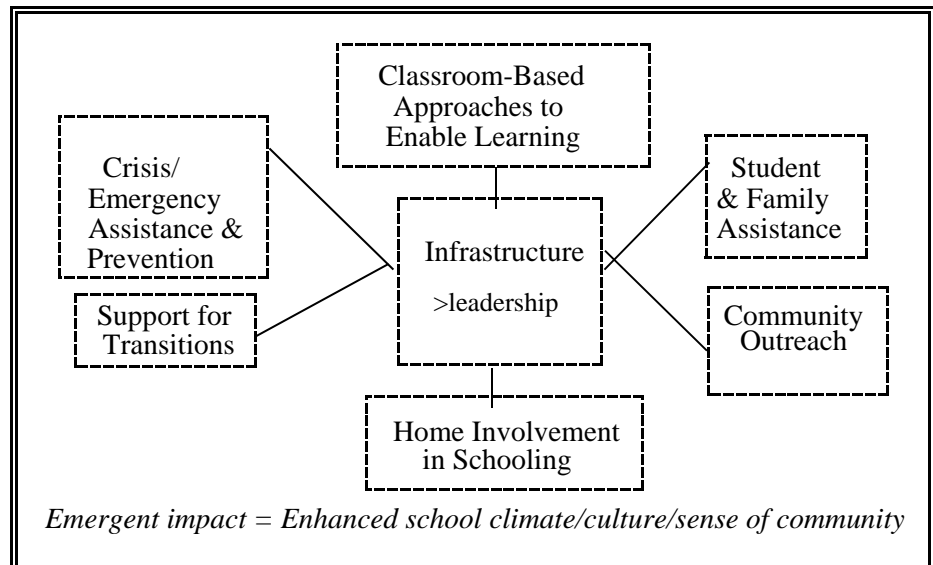 Classroom-Based
Approaches to
Enable Learning
Crisis/
Emergency
Assistance &
Prevention
Student
& Family
Assistance
Infrastructure
>leadership
Support for
Transitions
Community
Outreach
Home Involvement
in Schooling
Emergent impact = Enhanced school climate/culture/sense of community